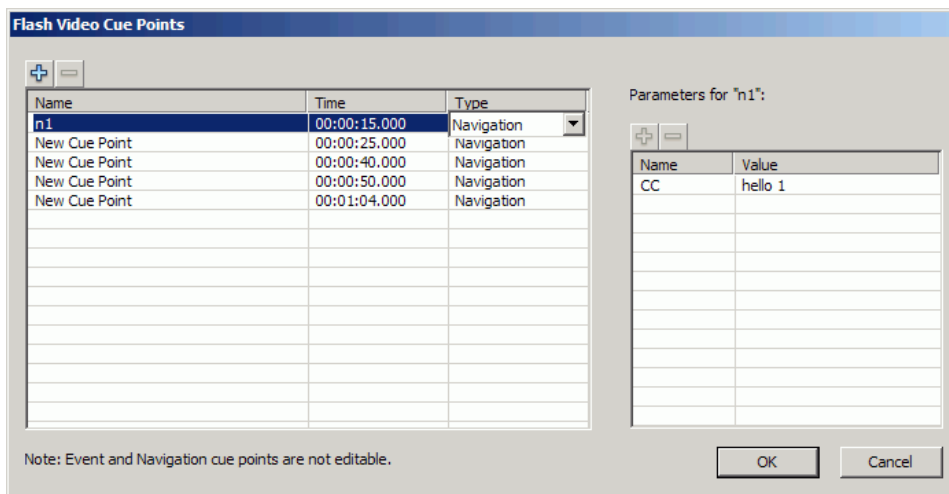 Flash Video Cue Points
Name Time Type
n1 00:00:15.000 Navigation
New Cue Point 00:00:25.000 Navigation
New Cue Point 00:00:40.000 Navigation
New Cue Point 00:00:50.000 Navigation
New Cue Point 00:01:04.000 Navigation
Parameters for "n1":
Name Value
CC hello 1
Note: Event and Navigation cue points are not editable.
OK Cancel